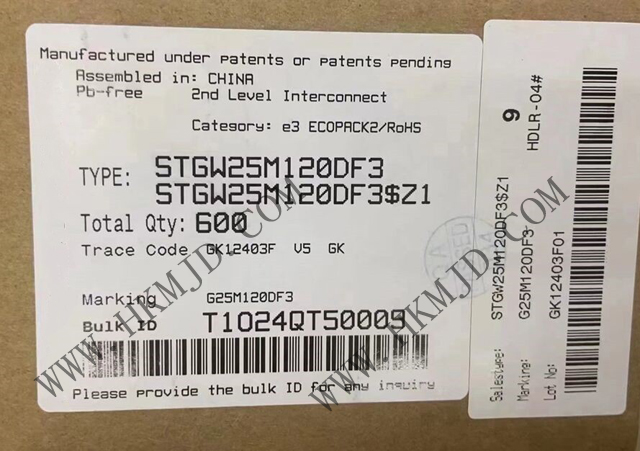 Manufactured under patents or patents pending
Assembled in: CHINA
Pb-free 2nd Level Interconnect
Category: e3 ECOPACK2/RoHS
TYPE: STGW25M120DF3
STGW25M120DF3$Z1
Total Qty: 600
Trace Code GK12403F V5 GK
Marking G25M120DF3
Bulk ID T1O24QT50009
Please provide the bulk ID for any inquiry
WWW.HKMJD.COM
WWW.HKMJD.COM
9
HDLR-04#
Salestype: STGW25M120DF3$Z1
Marking: G25M120DF3
Lot No: GK12403F01